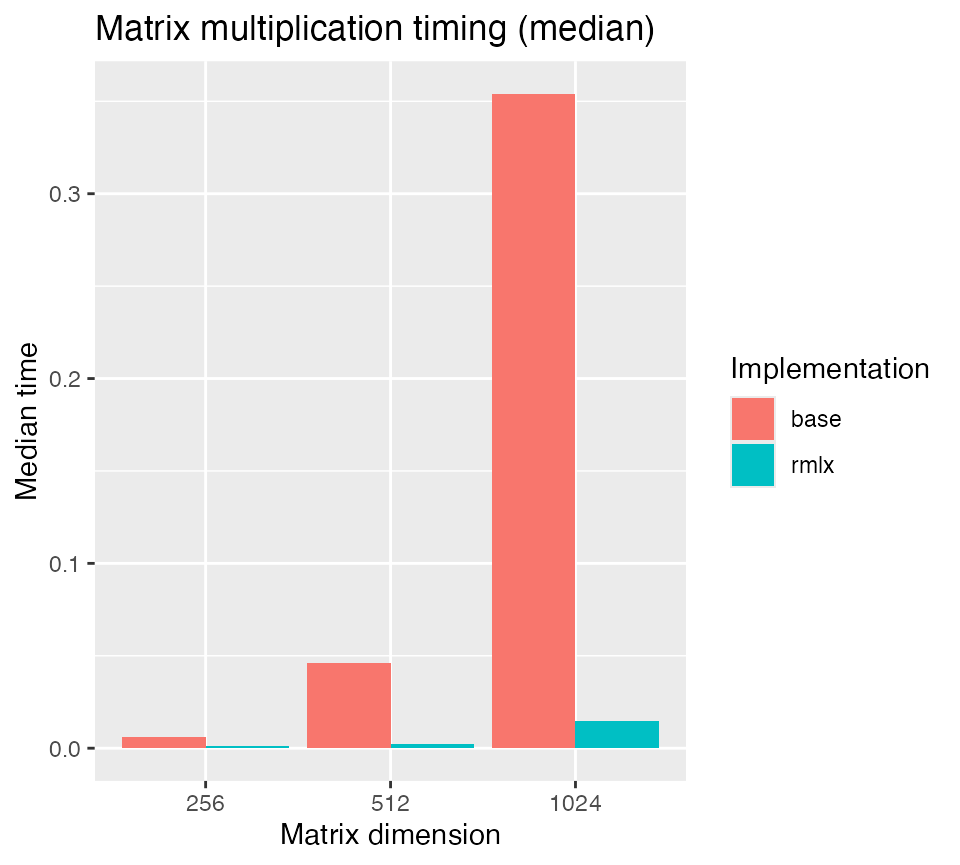 Matrix multiplication timing (median)
Median time
0.3
0.2
0.1
0.0
256 512 1024
Matrix dimension
Implementation
base
rmlx